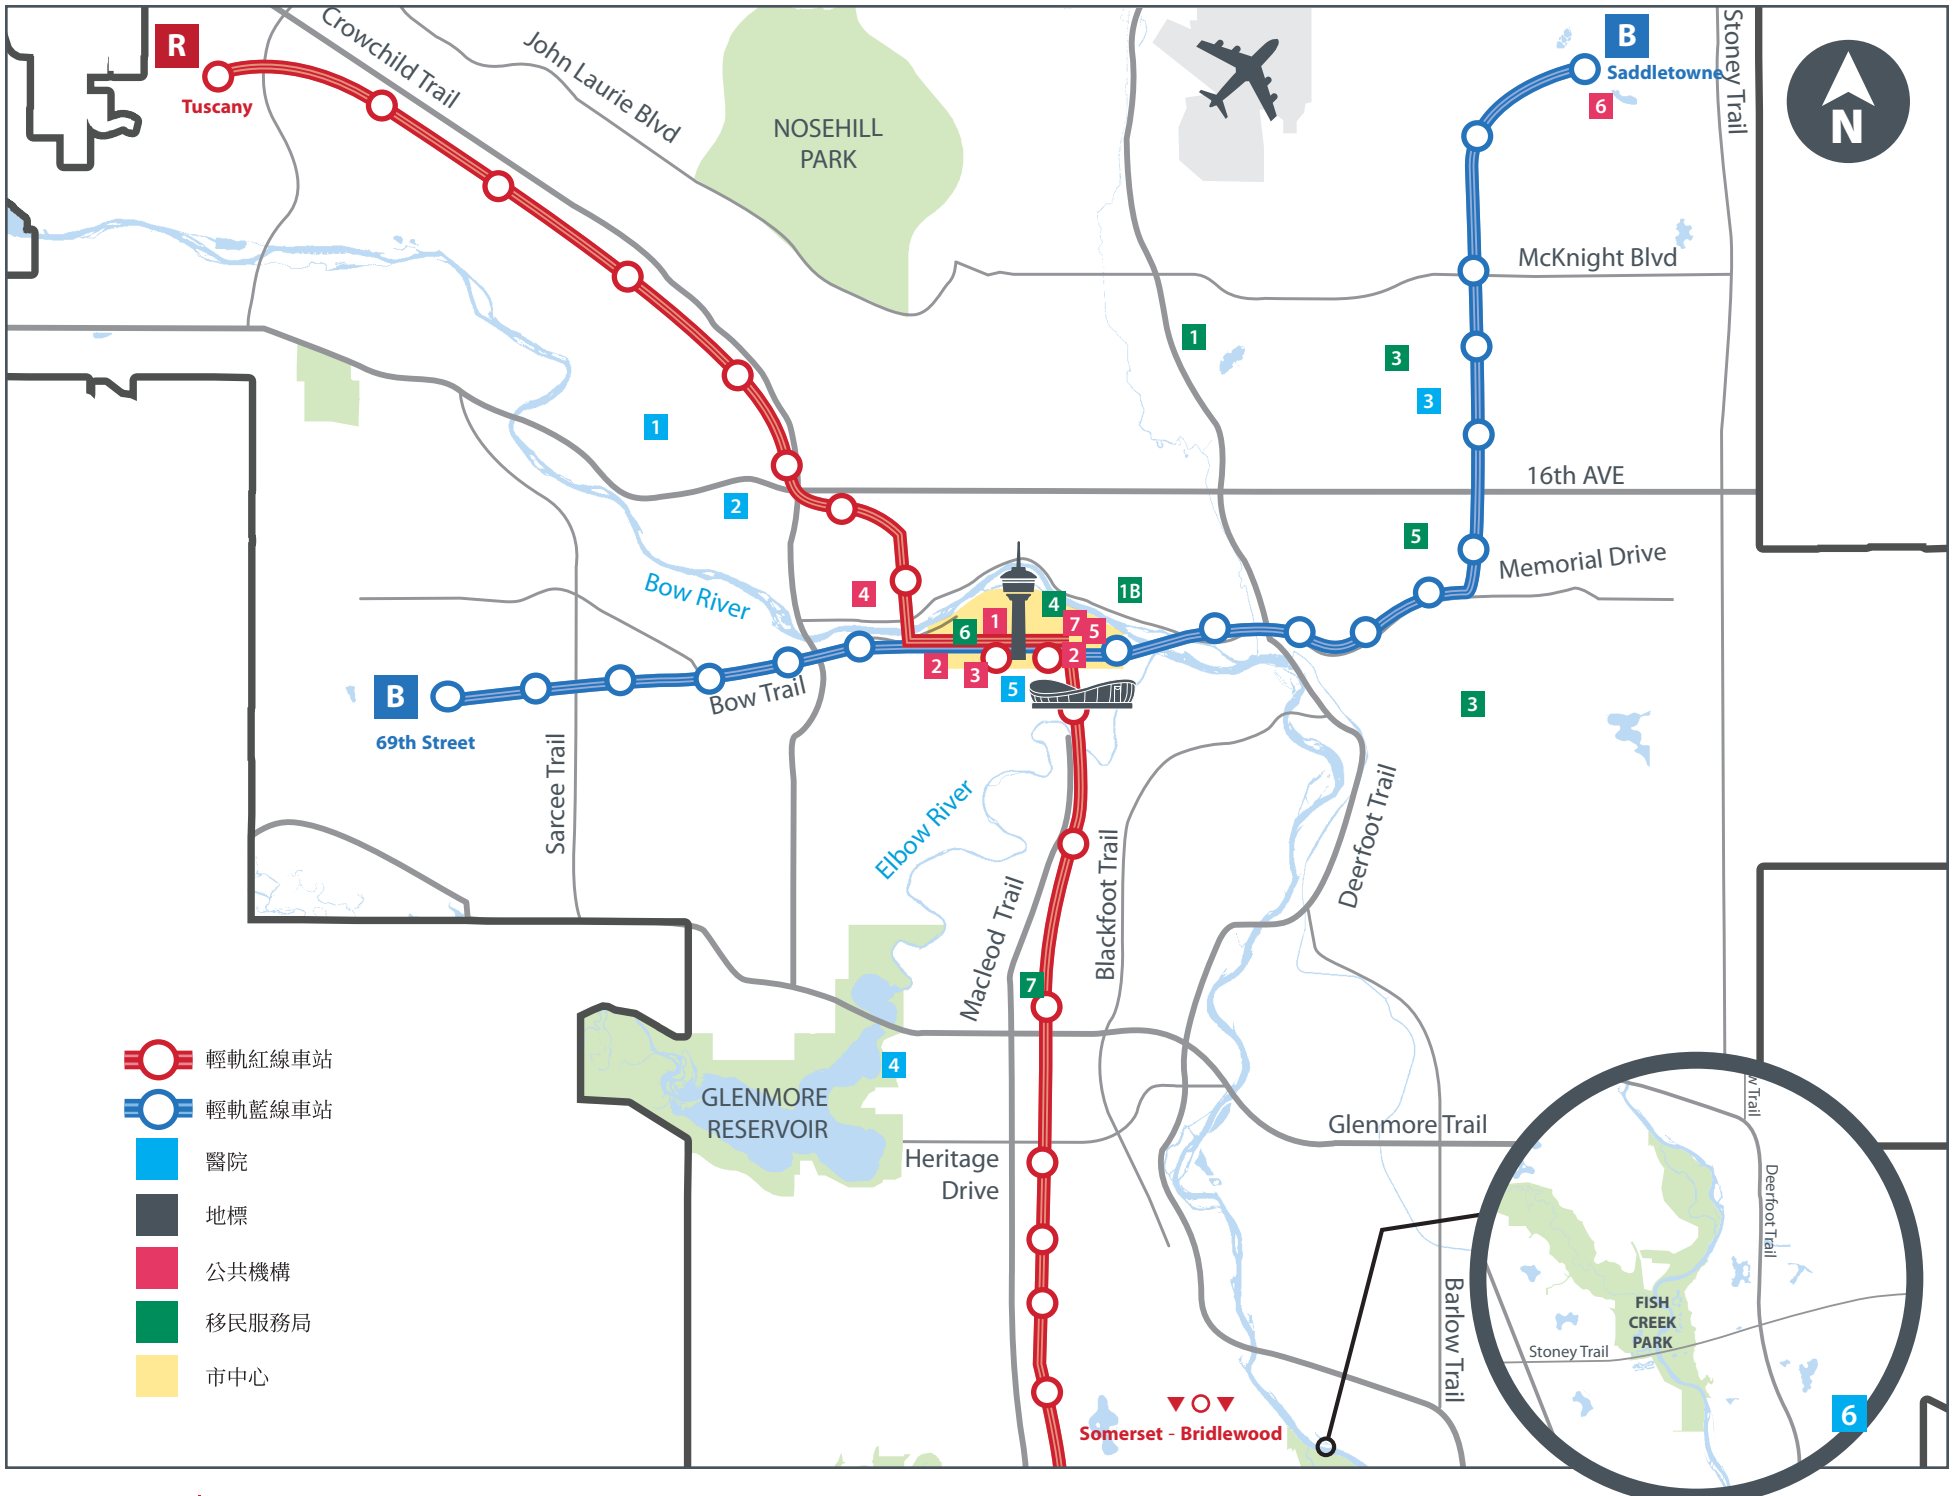 R
Tuscany
Crowchild Trail
John Laurie Blvd
NOSEHILL
PARK
B
Saddletowne
6
Stoney Trail
N
McKnight Blvd
1
3
3
1
16th AVE
2
5
Memorial Drive
Bow River
4
1B
4
6
1
7
5
2
2
3
5
B
69th Street
Bow Trail
3
Sarcee Trail
Elbow River
Deerfoot Trail
Blackfoot Trail
Macleod Trail
7
4
GLENMORE
RESERVOIR
Heritage
Drive
Glenmore Trail
Barlow Trail
輕軌紅線車站
輕軌藍線車站
醫院
地標
公共機構
移民服務局
市中心
Somerset - Bridlewood
w Trail
Deerfoot Trail
FISH
CREEK
PARK
Stoney Trail
6